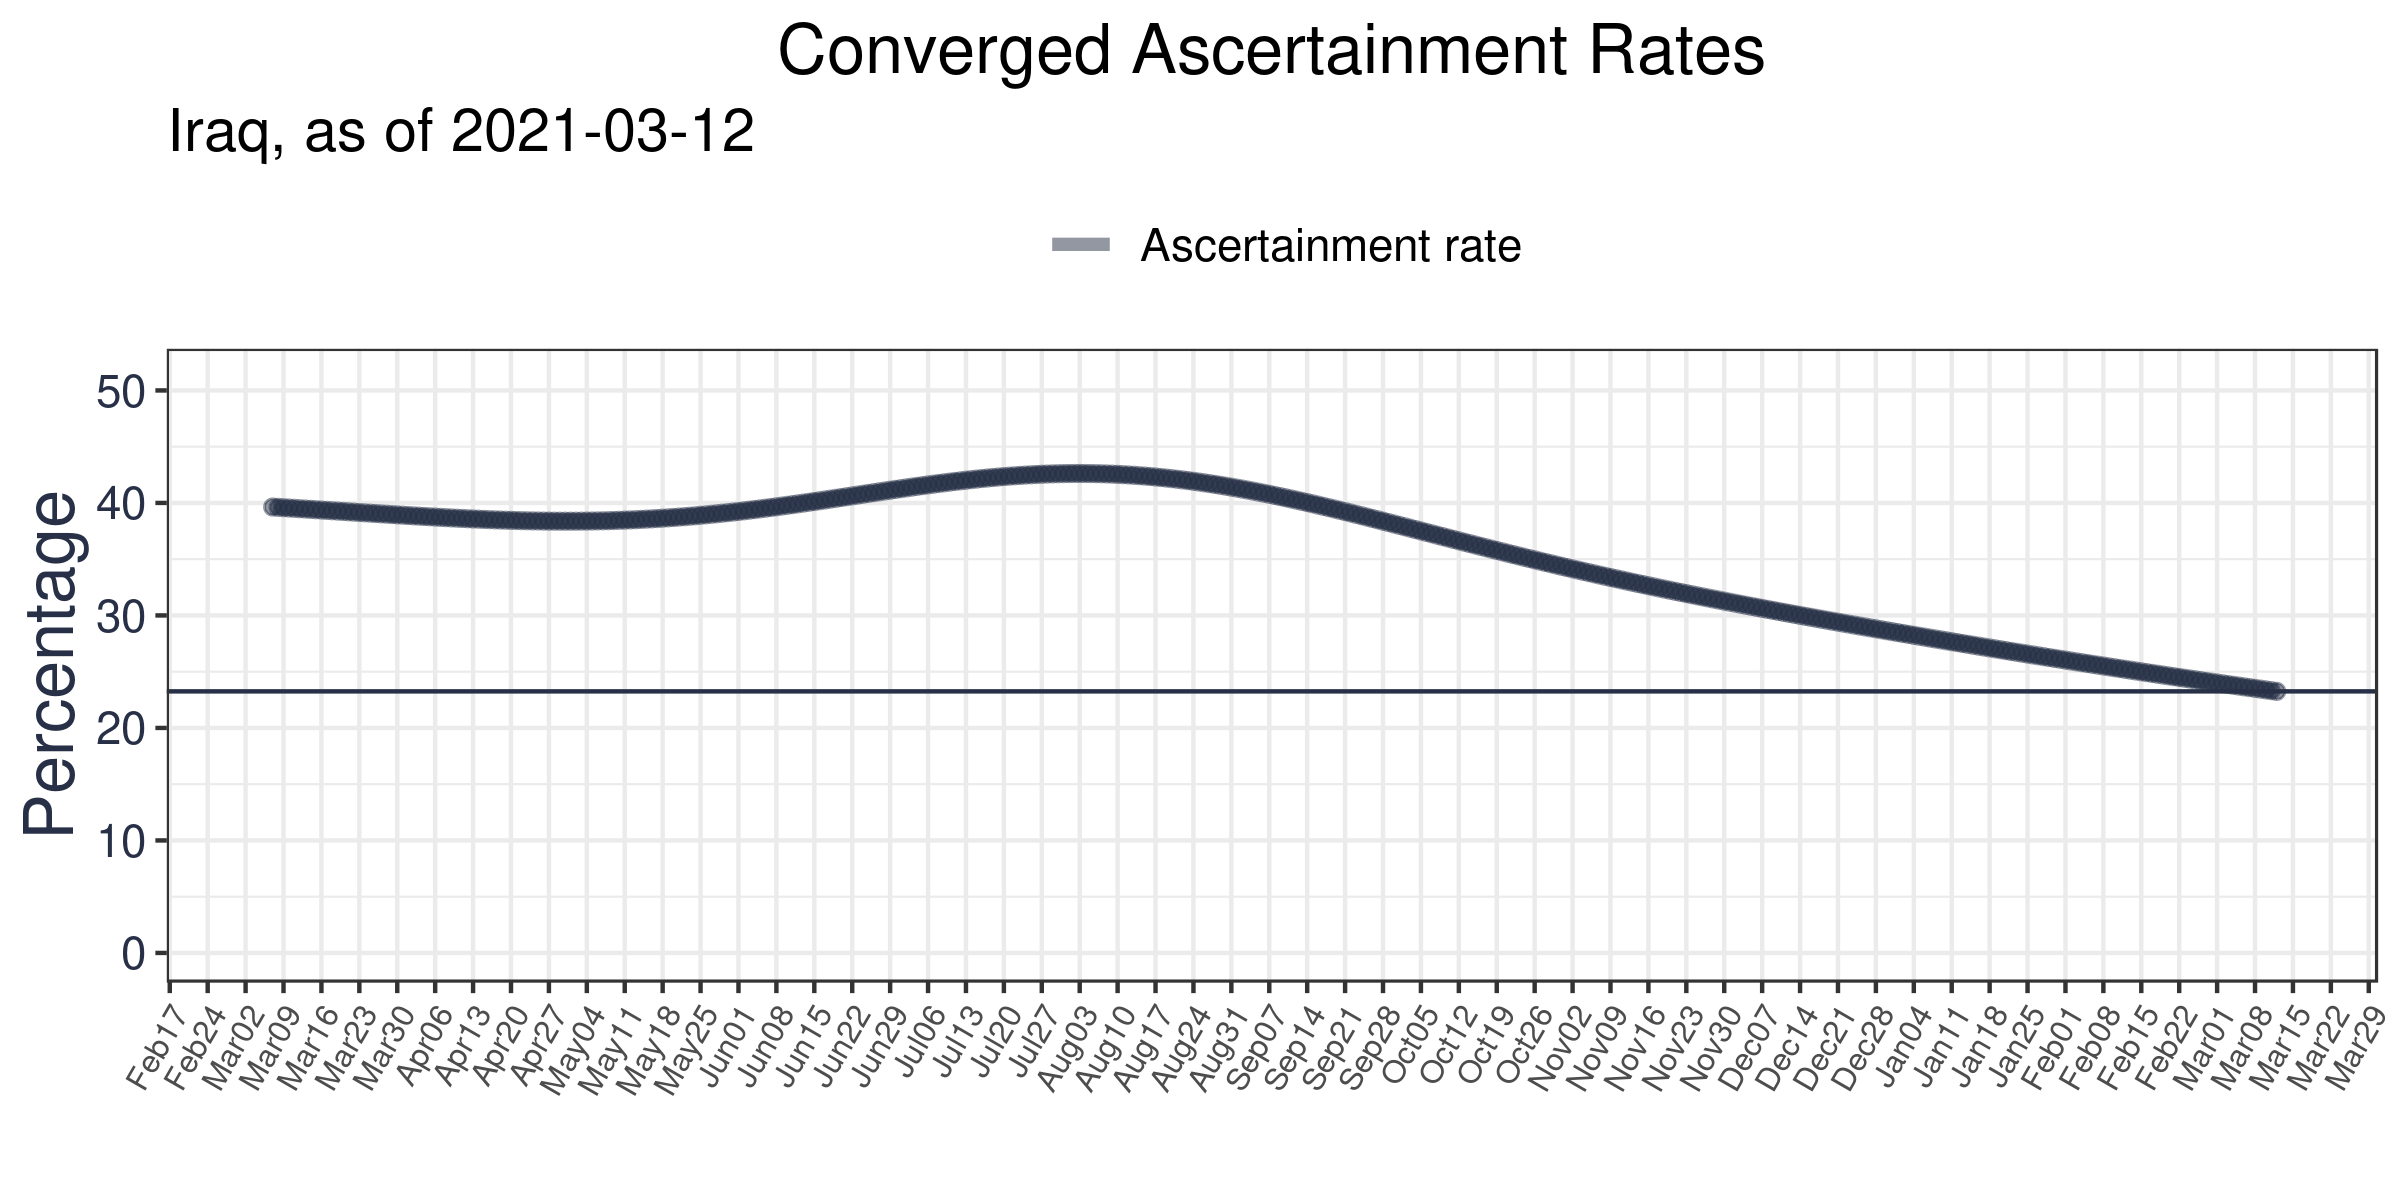 Converged Ascertainment Rates
Iraq, as of 2021-03-12
Ascertainment rate
Percentage
50
40
30
20
10
0
Feb17
Feb24
Mar02
Mar09
Mar16
Mar23
Mar30
Apr06
Apr13
Apr20
Apr27
May04
May11
May18
May25
Jun01
Jun08
Jun15
Jun22
Jun29
Jul06
Jul13
Jul20
Jul27
Aug03
Aug10
Aug17
Aug24
Aug31
Sep07
Sep14
Sep21
Sep28
Oct05
Oct12
Oct19
Oct26
Nov02
Nov09
Nov16
Nov23
Nov30
Dec07
Dec14
Dec21
Dec28
Jan04
Jan11
Jan18
Jan25
Feb01
Feb08
Feb15
Feb22
Mar01
Mar08
Mar15
Mar22
Mar29